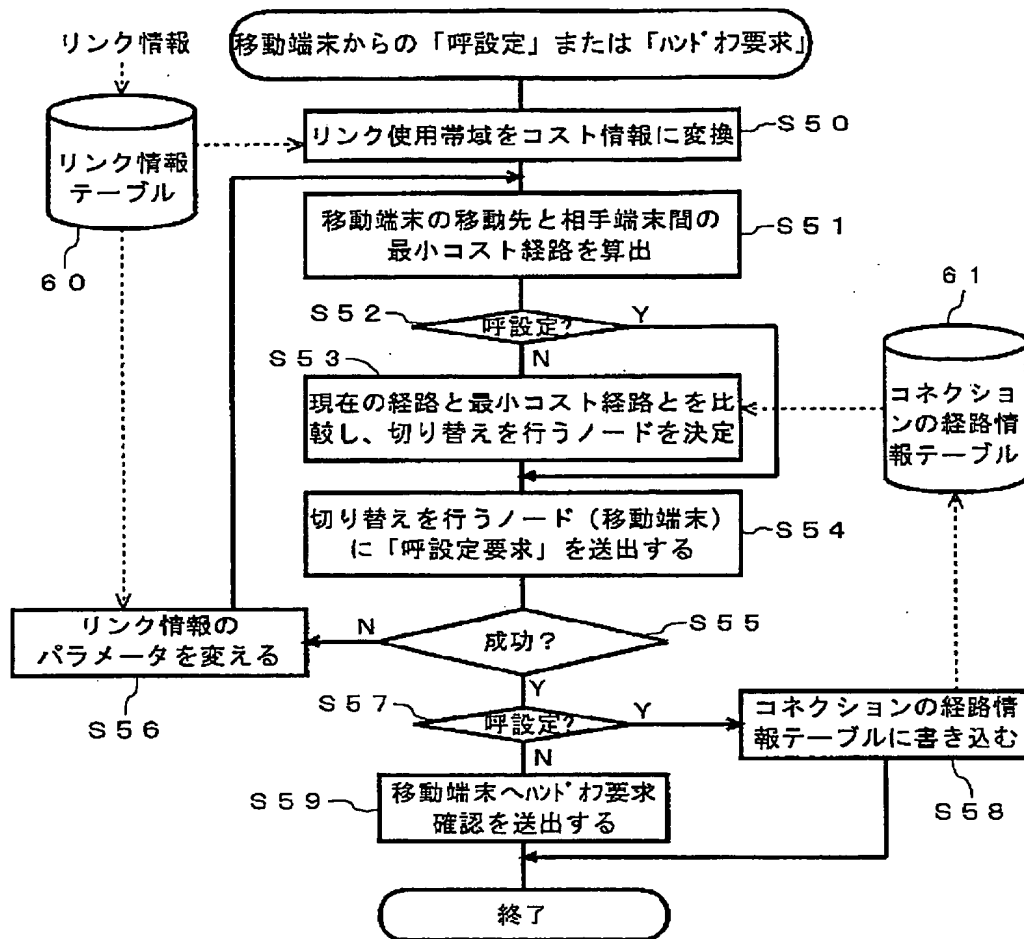 リンク情報
移動端末からの「呼設定」または「ﾊﾝﾄﾞｵﾌ要求」
S50
リンク使用帯域をコスト情報に変換
リンク情報
テーブル
60
S51
移動端末の移動先と相手端末間の
最小コスト経路を算出
S52
呼設定?
Y
N
61
S53
現在の経路と最小コスト経路とを比
較し、切り替えを行うノードを決定
コネクショ
ンの経路情
報テーブル
切り替えを行うノード(移動端末)
に「呼設定要求」を送出する
S54
S55
成功?
N
Y
リンク情報の
パラメータを変える
S56
S57
呼設定?
Y
N
コネクションの経路情
報テーブルに書き込む
S58
S59
移動端末へﾊﾝﾄﾞｵﾌ要求
確認を送出する
終了